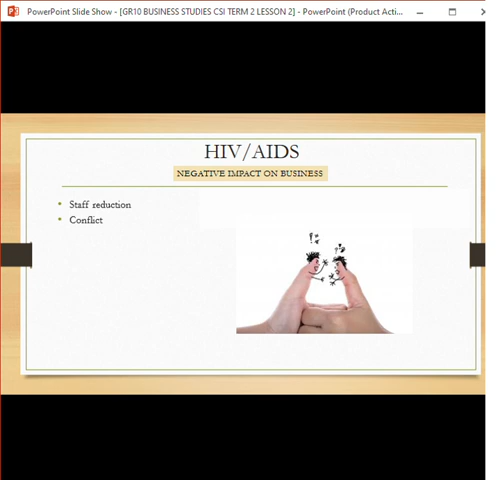 PowerPoint Slide Show - [GR10 BUSINESS STUDIES CSI TERM 2 LESSON 2] - PowerPoint (Product Acti...
HIV/AIDS
NEGATIVE IMPACT ON BUSINESS
• Staff reduction
• Conflict